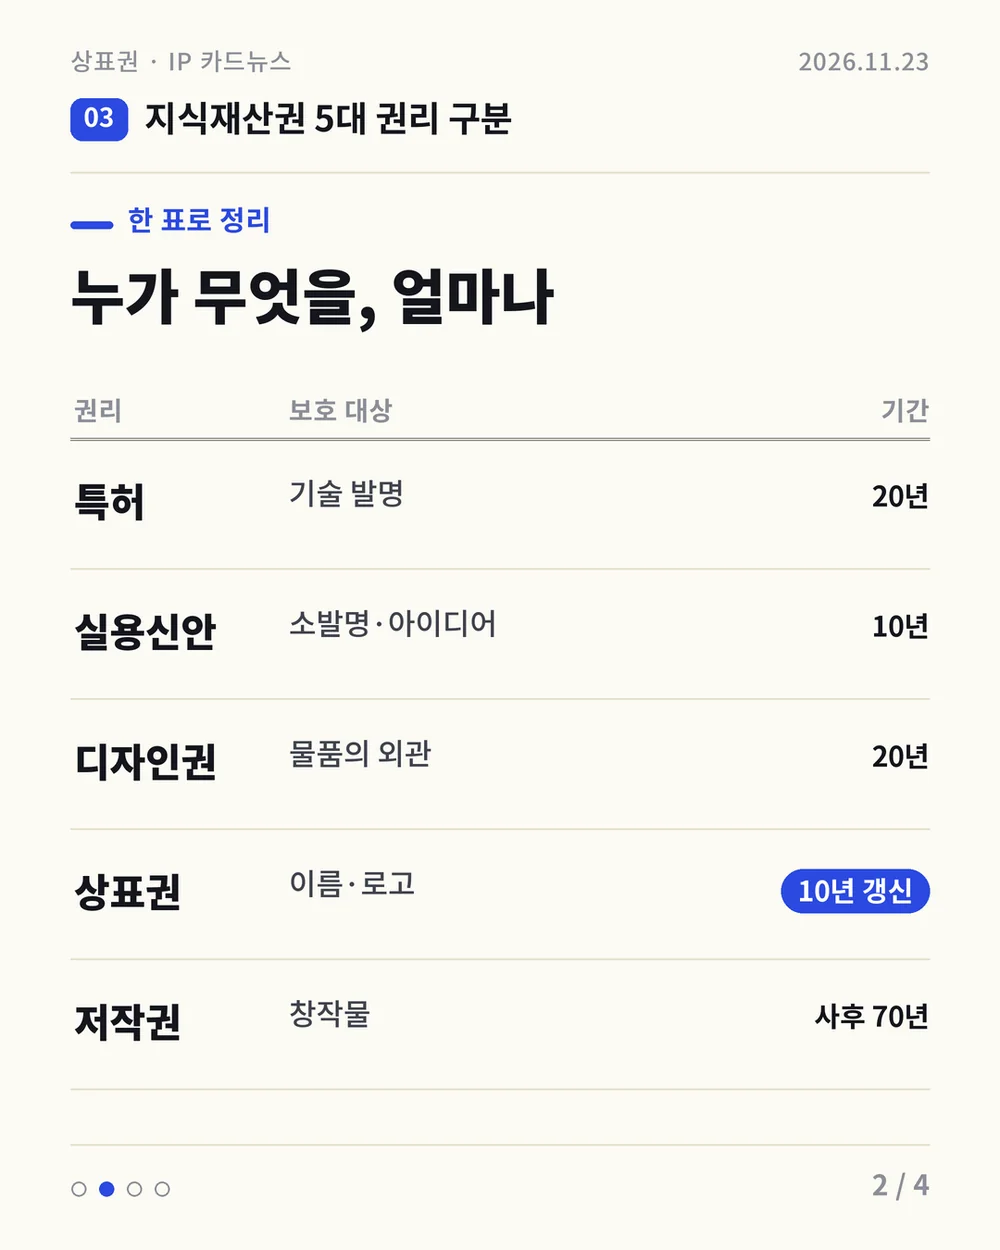 상표권 · IP 카드뉴스 2026.11.23
03 지식재산권 5대 권리 구분
한 표로 정리
누가 무엇을, 얼마나
권리 보호 대상 기간
특허 기술 발명 20년
실용신안 소발명·아이디어 10년
디자인권 물품의 외관 20년
상표권 이름·로고 10년 갱신
저작권 창작물 사후 70년
2 / 4